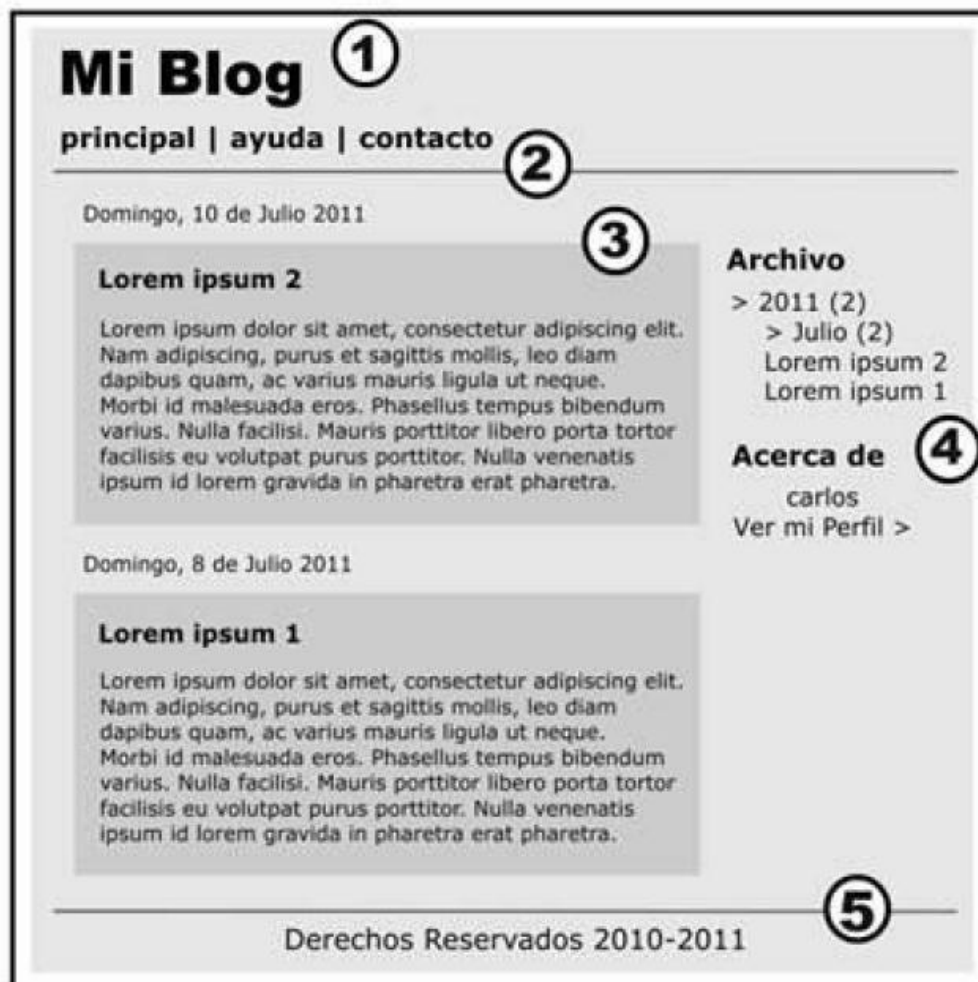 Mi Blog
1
principal | ayuda | contacto
2
Domingo, 10 de Julio 2011
3
Lorem ipsum 2
Lorem ipsum dolor sit amet, consectetur adipiscing elit.
Nam adipiscing, purus et sagittis mollis, leo diam
dapibus quam, ac varius mauris ligula ut neque.
Morbi id malesuada eros. Phasellus tempus bibendum
varius. Nulla facilisi. Mauris porttitor libero porta tortor
facilisis eu volutpat purus porttitor. Nulla venenatis
ipsum id lorem gravida in pharetra erat pharetra.
Domingo, 8 de Julio 2011
Lorem ipsum 1
Lorem ipsum dolor sit amet, consectetur adipiscing elit.
Nam adipiscing, purus et sagittis mollis, leo diam
dapibus quam, ac varius mauris ligula ut neque.
Morbi id malesuada eros. Phasellus tempus bibendum
varius. Nulla facilisi. Mauris porttitor libero porta tortor
facilisis eu volutpat purus porttitor. Nulla venenatis
ipsum id lorem gravida in pharetra erat pharetra.
Archivo
> 2011 (2)
> Julio (2)
Lorem ipsum 2
Lorem ipsum 1
4
Acerca de
carlos
Ver mi Perfil >
5
Derechos Reservados 2010-2011